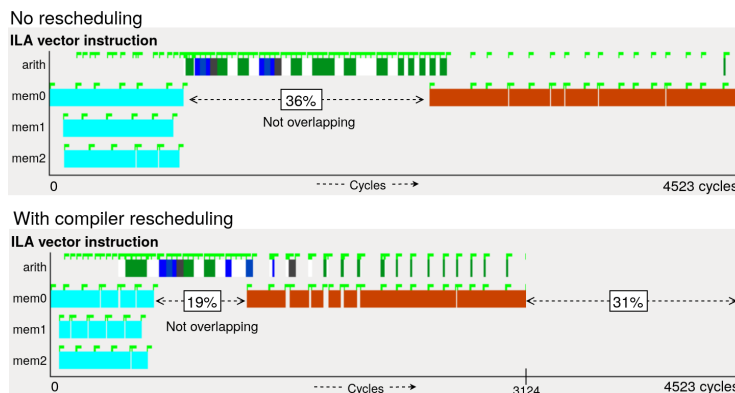 No rescheduling
ILA vector instruction
arith
mem0
36%
Not overlapping
mem1
mem2
0
Cycles
4523 cycles
With compiler rescheduling
ILA vector instruction
arith
mem0
19%
31%
Not overlapping
mem1
mem2
0
Cycles
3124
4523 cycles